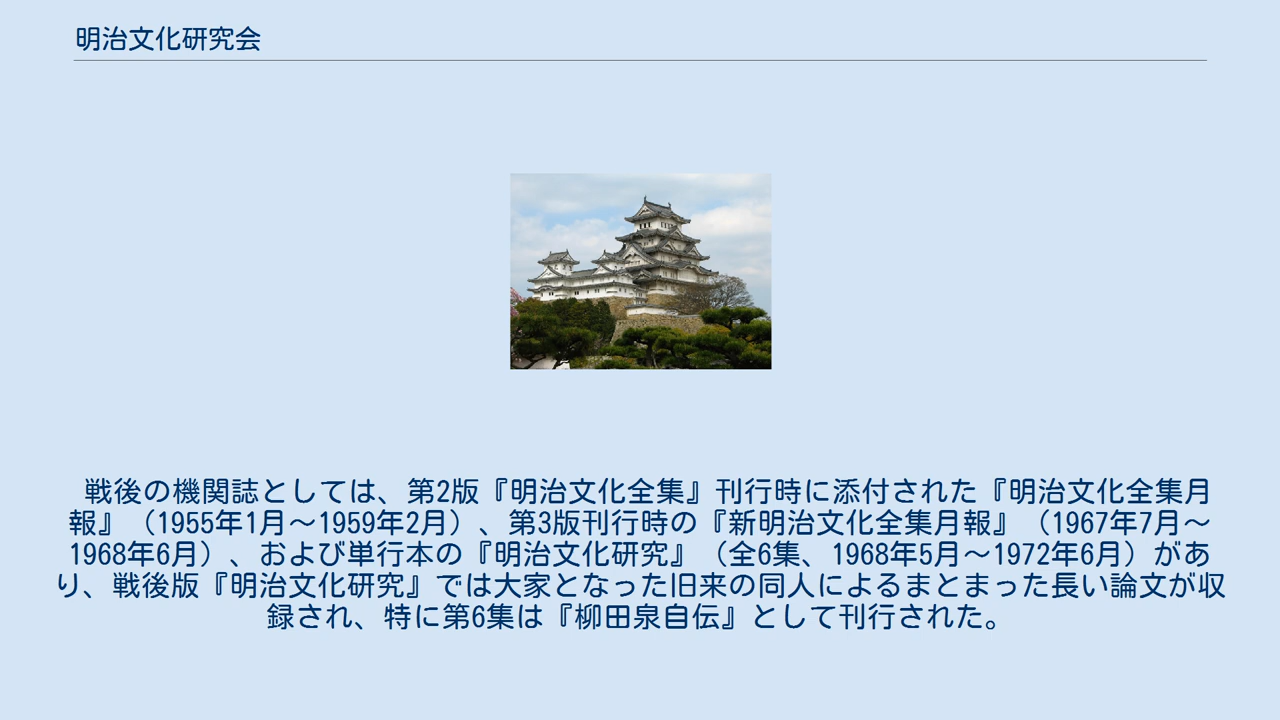 明治文化研究会
戦後の機関誌としては、第2版『明治文化全集』刊行時に添付された『明治文化全集月
報』（1955年1月～1959年2月）、第3版刊行時の『新明治文化全集月報』（1967年7月～
1968年6月）、および単行本の『明治文化研究』（全6集、1968年5月～1972年6月）があ
り、戦後版『明治文化研究』では大家となった旧来の同人によるまとまった長い論文が収
録され、特に第6集は『柳田泉自伝』として刊行された。